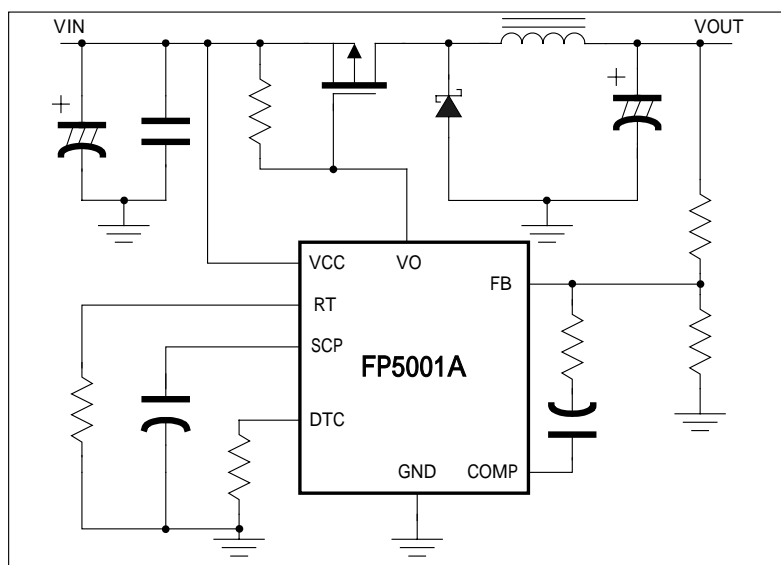 VIN
VOUT
+
+
VCC
VO
FB
RT
SCP
FP5001A
DTC
GND
COMP